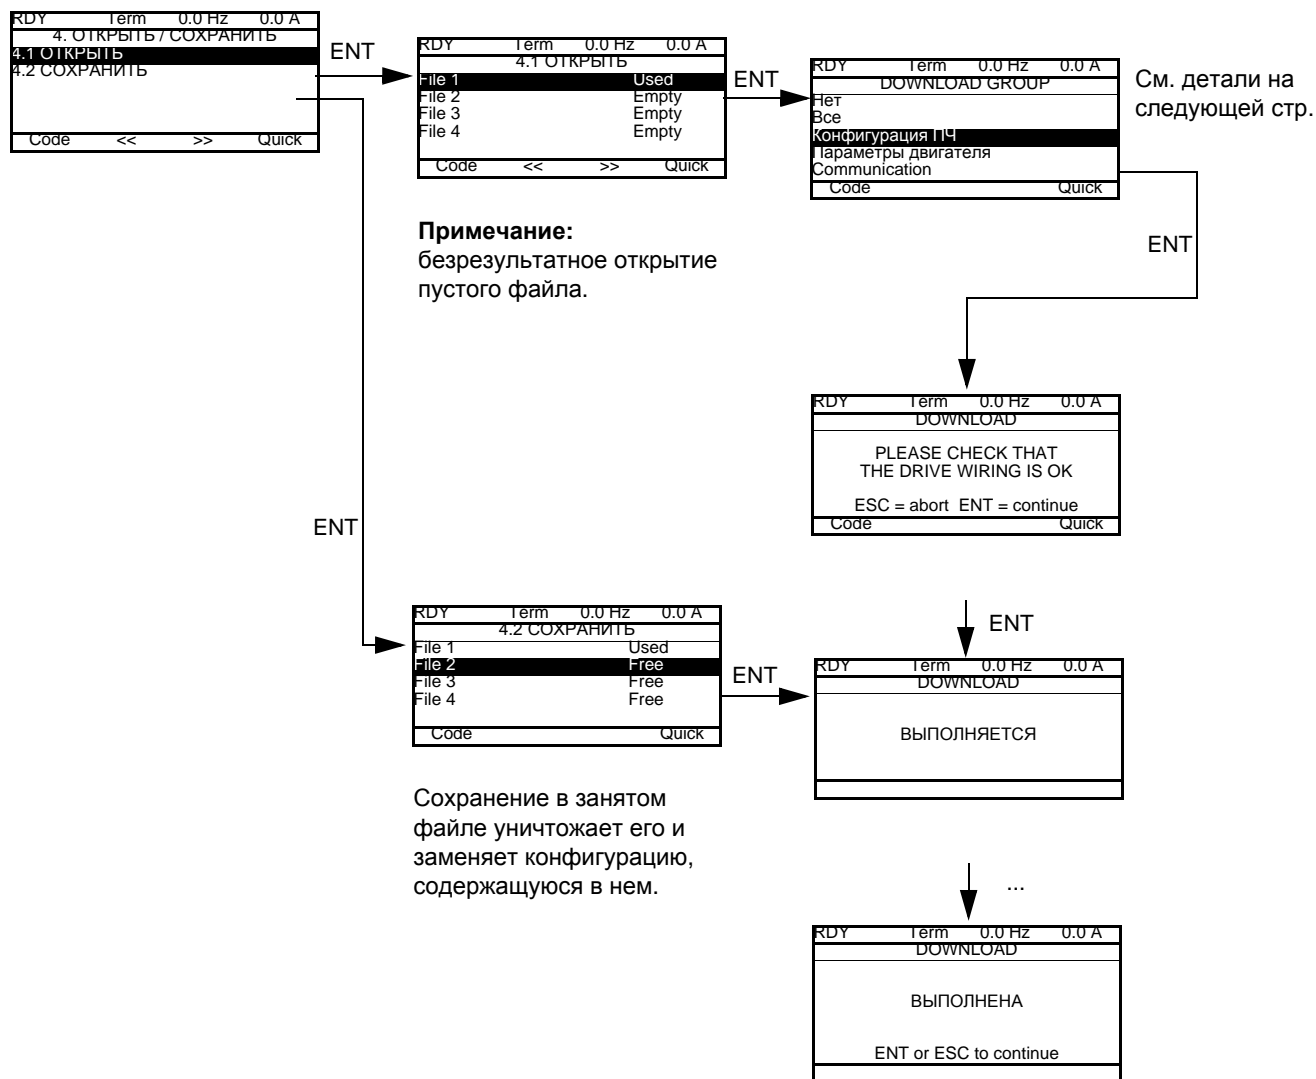 RDY Term 0.0 Hz 0.0 A
4. ОТКРЫТЬ / СОХРАНИТЬ
4.1 ОТКРЫТЬ
4.2 СОХРАНИТЬ
Code << >> Quick
ENT
RDY Term 0.0 Hz 0.0 A
4.1 ОТКРЫТЬ
File 1 Used
File 2 Empty
File 3 Empty
File 4 Empty
Code << >> Quick
ENT
RDY Term 0.0 Hz 0.0 A
DOWNLOAD GROUP
Нет
Все
Конфигурация ПЧ
Параметры двигателя
Communication
Code Quick
См. детали на
следующей стр.
Примечание:
безрезультатное открытие
пустого файла.
ENT
RDY Term 0.0 Hz 0.0 A
DOWNLOAD
PLEASE CHECK THAT
THE DRIVE WIRING IS OK
ESC = abort ENT = continue
Code Quick
ENT
RDY Term 0.0 Hz 0.0 A
4.2 СОХРАНИТЬ
File 1 Used
File 2 Free
File 3 Free
File 4 Free
Code Quick
ENT
ENT
RDY Term 0.0 Hz 0.0 A
DOWNLOAD
ВЫПОЛНЯЕТСЯ
Сохранение в занятом
файле уничтожает его и
заменяет конфигурацию,
содержащуюся в нем.
...
RDY Term 0.0 Hz 0.0 A
DOWNLOAD
ВЫПОЛНЕНА
ENT or ESC to continue